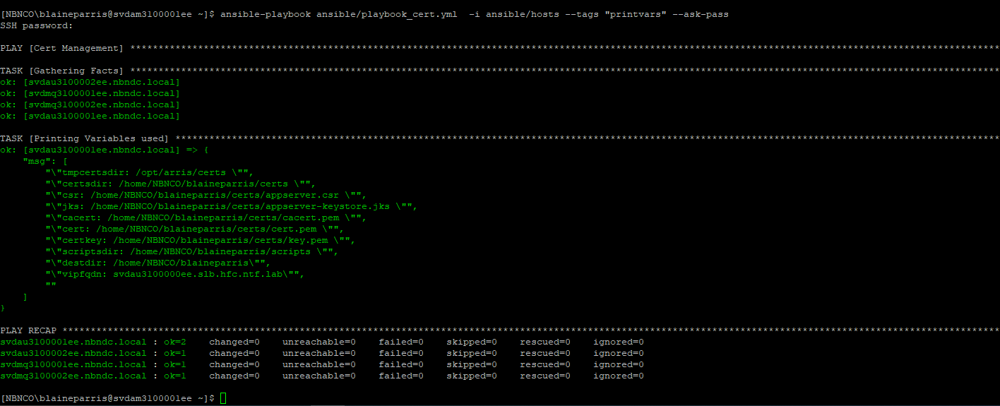 [NBNCO\blaineparris@svdam3100001ee ~]$ ansible-playbook ansible/playbook_cert.yml  -i ansible/hosts --tags "printvars" --ask-pass
SSH password:
PLAY [Cert Management] **********************************************************************************************************************************************************
TASK [Gathering Facts] **********************************************************************************************************************************************************
ok: [svdau3100002ee.nbndc.local]
ok: [svdmq3100001ee.nbndc.local]
ok: [svdmq3100002ee.nbndc.local]
ok: [svdau3100001ee.nbndc.local]
TASK [Printing Variables used] **************************************************************************************************************************************************
ok: [svdau3100001ee.nbndc.local] => {
    "msg": [
        "\"tmpcertsdir: /opt/arris/certs \"",
        "\"certsdir: /home/NBNCO/blaineparris/certs \"",
        "\"csr: /home/NBNCO/blaineparris/certs/appserver.csr \"",
        "\"jks: /home/NBNCO/blaineparris/certs/appserver-keystore.jks \"",
        "\"cacert: /home/NBNCO/blaineparris/certs/cacert.pem \"",
        "\"cert: /home/NBNCO/blaineparris/certs/cert.pem \"",
        "\"certkey: /home/NBNCO/blaineparris/certs/key.pem \"",
        "\"scriptsdir: /home/NBNCO/blaineparris/scripts \"",
        "\"destdir: /home/NBNCO/blaineparris\"",
        "\"vipfqdn: svdau3100000ee.slb.hfc.ntf.lab\"",
        ""
    ]
}
PLAY RECAP **********************************************************************************************************************************************************************
svdau3100001ee.nbndc.local : ok=2    changed=0    unreachable=0    failed=0    skipped=0    rescued=0    ignored=0
svdau3100002ee.nbndc.local : ok=1    changed=0    unreachable=0    failed=0    skipped=0    rescued=0    ignored=0
svdmq3100001ee.nbndc.local : ok=1    changed=0    unreachable=0    failed=0    skipped=0    rescued=0    ignored=0
svdmq3100002ee.nbndc.local : ok=1    changed=0    unreachable=0    failed=0    skipped=0    rescued=0    ignored=0
[NBNCO\blaineparris@svdam3100001ee ~]$